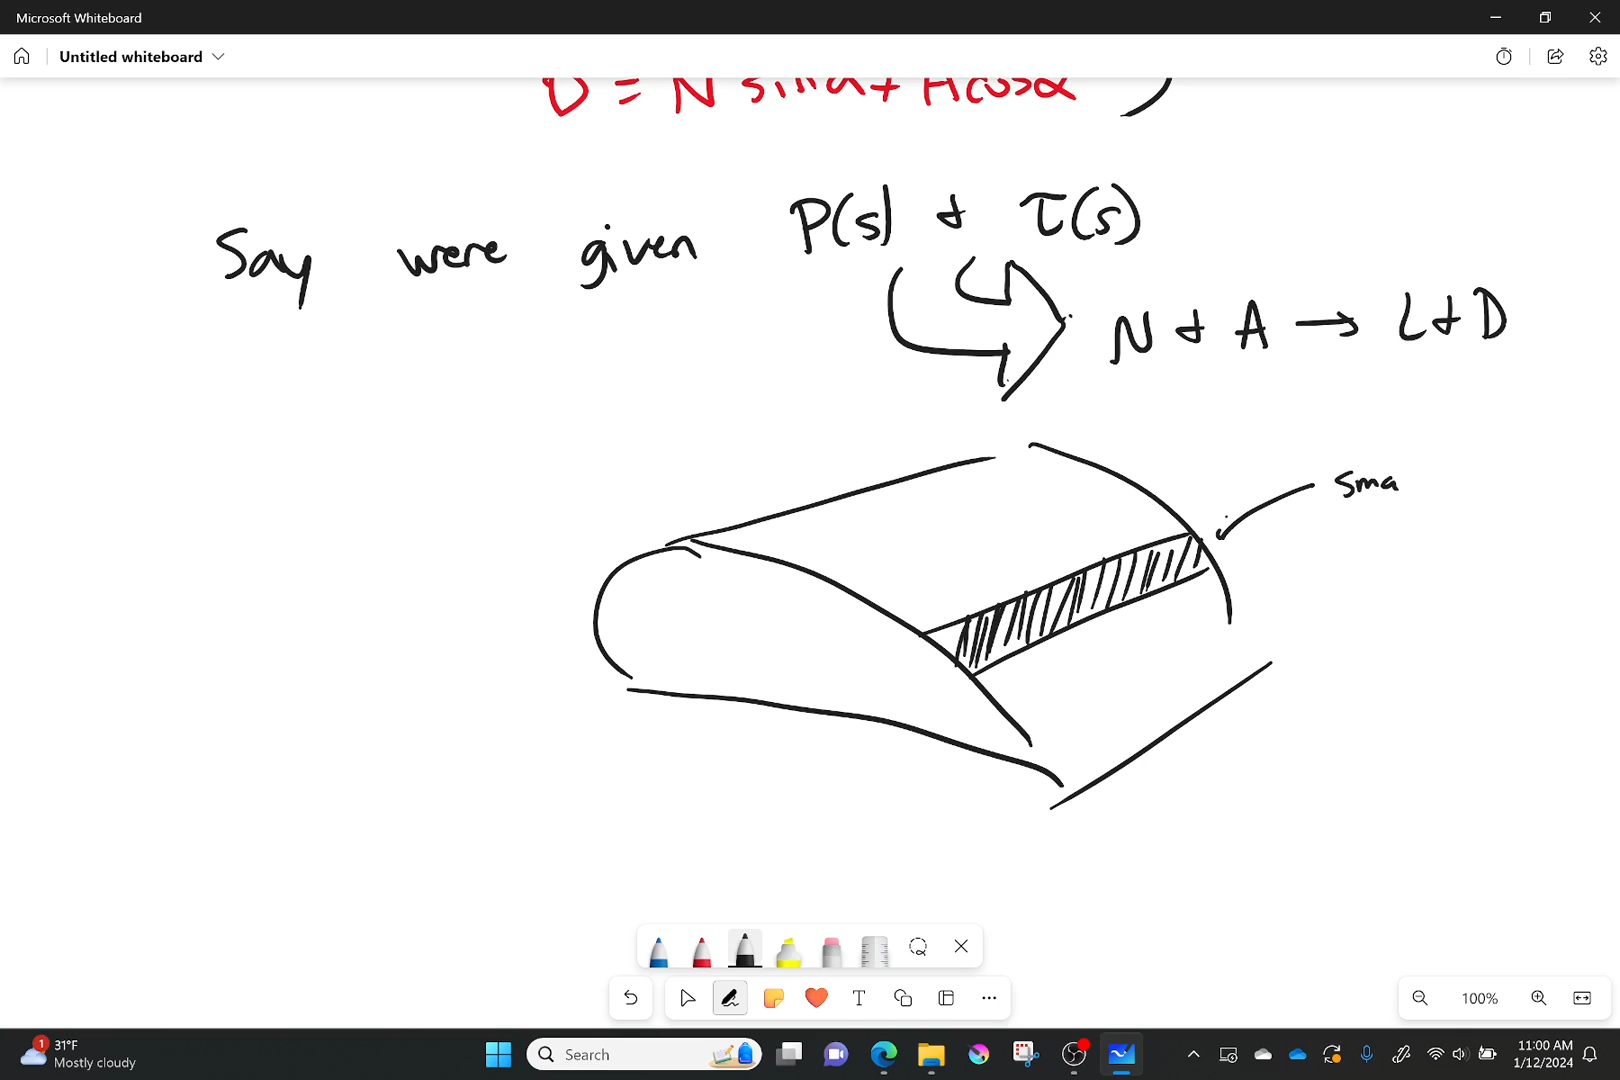 Microsoft Whiteboard
Untitled whiteboard
D = N sinα + A cosα )
Say were given P(s) & τ(s)
N & A → L & D
Sma
100%
1
31°F
Mostly cloudy
Search
11:00 AM
1/12/2024